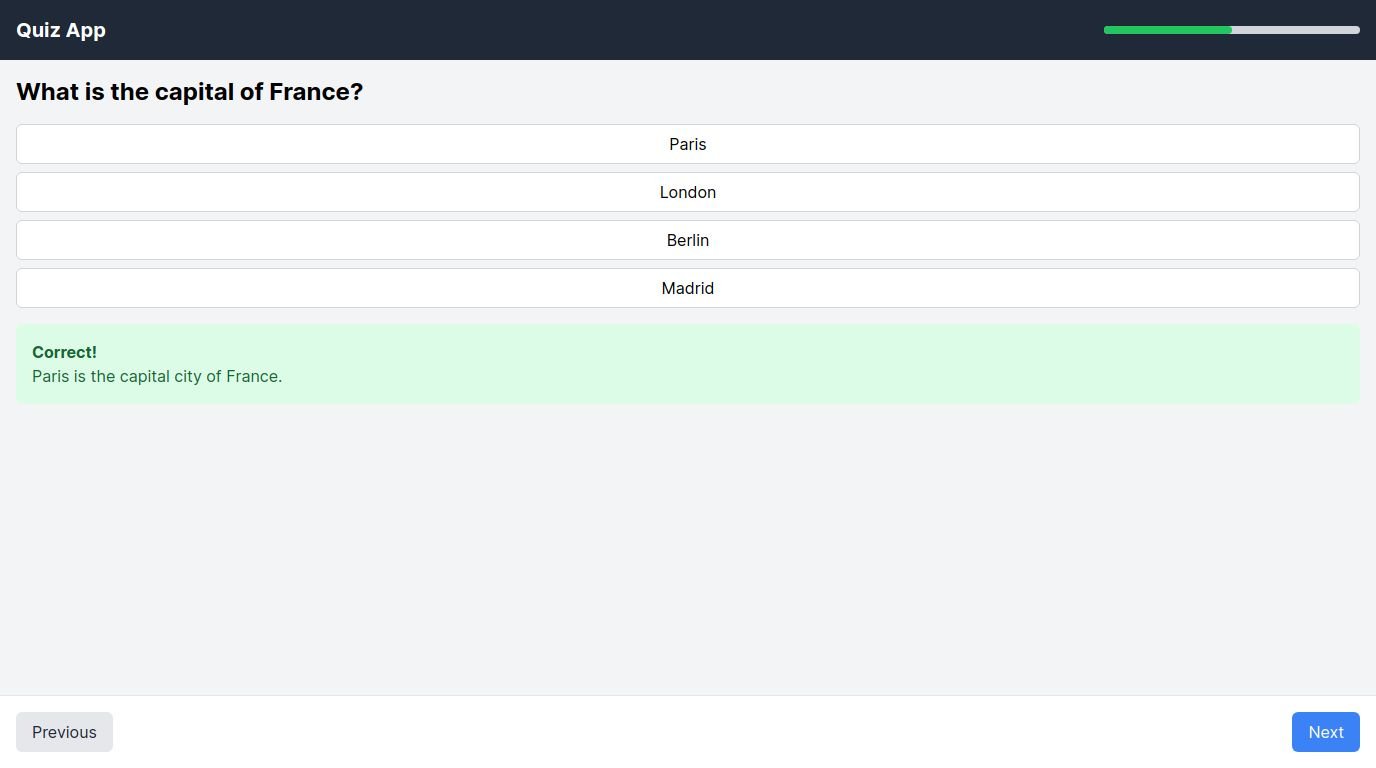 Quiz App
What is the capital of France?
Paris
London
Berlin
Madrid
Correct!
Paris is the capital city of France.
Previous
Next